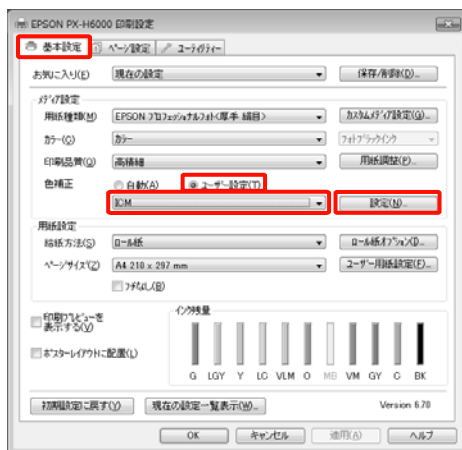 EPSON PX-H6000 印刷設定
基本設定 ページ設定 ユーティリティー
お気に入り(E) 現在の設定 保存/削除(D)...
メディア設定
用紙種類(M) EPSON プロフェッショナルフォト<厚手 絹目> カスタムメディア設定(G)...
カラー(C) カラー フォトブラックインク
印刷品質(Q) 高精細 用紙調整(P)...
色補正 自動(A) ユーザー設定(T)
ICM 設定(N)...
用紙設定
給紙方法(S) ロール紙 ロール紙オプション(I)...
ページサイズ(Z) A4 210 x 297 mm ユーザー用紙設定(F)...
フチなし(B)
印刷プレビューを表示する(V)
ポスターレイアウトに配置(L)
インク残量
G LGY Y LC VLM O MB VM GY C BK
初期設定に戻す(Y) 現在の設定一覧表示(W)... Version 6.70
OK キャンセル 適用(A) ヘルプ